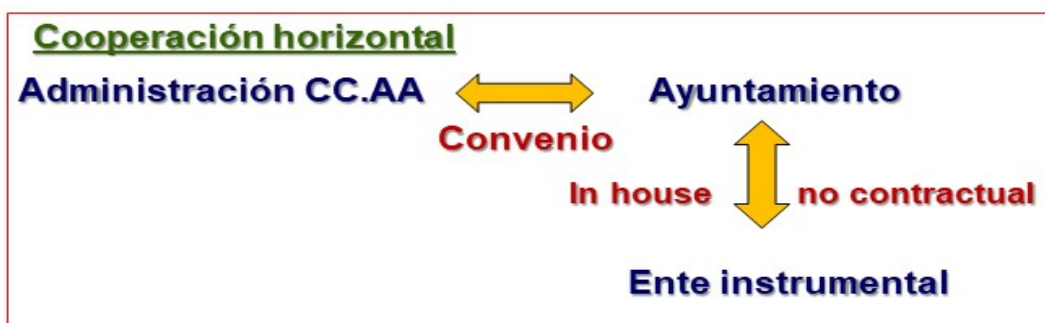 Cooperación horizontal
Administración CC.AA
Ayuntamiento
Convenio
In house
no contractual
Ente instrumental